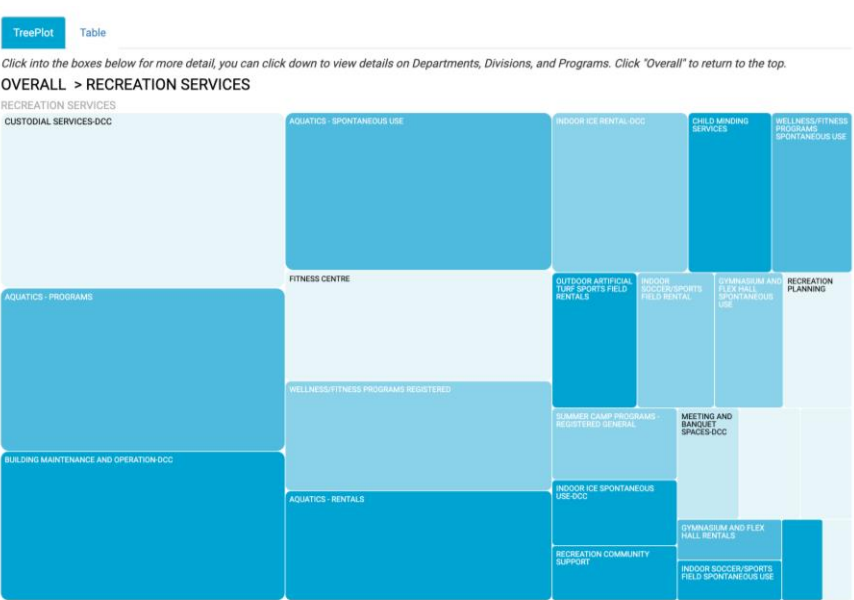 TreePlot
Table
Click into the boxes below for more detail, you can click down to view details on Departments, Divisions, and Programs. Click "Overall" to return to the top.
OVERALL > RECREATION SERVICES
RECREATION SERVICES
CUSTODIAL SERVICES-DCC
AQUATICS - PROGRAMS
BUILDING MAINTENANCE AND OPERATION-DCC
AQUATICS - SPONTANEOUS USE
FITNESS CENTRE
WELLNESS/FITNESS PROGRAMS REGISTERED
AQUATICS - RENTALS
INDOOR ICE RENTAL-DCC
CHILD MINDING
SERVICES
WELLNESS/FITNESS
PROGRAMS
SPONTANEOUS USE
OUTDOOR ARTIFICIAL
TURF SPORTS FIELD
RENTALS
INDOOR
SOCCER/SPORTS
FIELD RENTAL
GYMNASIUM AND
FLEX HALL
SPONTANEOUS
USE
RECREATION
PLANNING
SUMMER CAMP PROGRAMS -
REGISTERED GENERAL
MEETING AND
BANQUET
SPACES-DCC
INDOOR ICE SPONTANEOUS
USE-DCC
RECREATION COMMUNITY
SUPPORT
GYMNASIUM AND FLEX
HALL RENTALS
INDOOR SOCCER/SPORTS
FIELD SPONTANEOUS USE